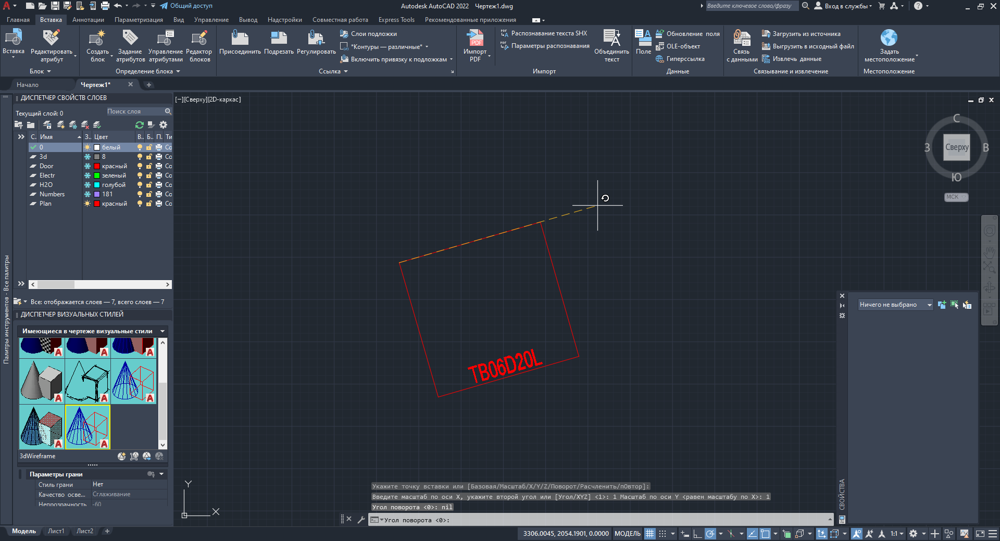 Общий доступ
Autodesk AutoCAD 2022 Чертеж1.dwg
Введите ключевое слово/фразу
Вход в службы
Главная Вставка Аннотации Параметризация Вид Управление Вывод Надстройки Совместная работа Express Tools Рекомендованные приложения
Вставка
Редактировать атрибут
Блок
Создать блок
Задание атрибутов
Управление атрибутами
Редактор блоков
Определение блока
Присоединить
Подрезать
Регулировать
Слои подложки
*Контуры — различные*
Включить привязку к подложкам
Ссылка
Импорт PDF
PDF
Распознавание текста SHX
Параметры распознавания
Объединить текст
Импорт
Поле
Обновление поля
OLE-объект
Гиперссылка
Данные
Связь с данными
Загрузить из источника
Выгрузить в исходный файл
Извлечь данные
Связывание и извлечение
Задать местоположение
Местоположение
Начало
Чертеж1*
ДИСПЕТЧЕР СВОЙСТВ СЛОЕВ
Текущий слой: 0
Поиск слоя
С. Имя З.. Цвет В.. Б.. П. Ти
0 белый Co
3d 8 Co
Door красный Co
Electr зеленый Co
H2O голубой Co
Numbers 181 Co
Plan красный Co
Все: отображается слоев — 7, всего слоев — 7
ДИСПЕТЧЕР ВИЗУАЛЬНЫХ СТИЛЕЙ
Имеющиеся в чертеже визуальные стили
3dWireframe
Параметры грани
Стиль грани Нет
Качество осве... Сглаживание
Непрозрачность -60
Палитры инструментов - Все палитры
[−][Сверху][2D-каркас]
С
З
Сверху
В
Ю
МСК
TB06D20L
Y
X
Ничего не выбрано
СВОЙСТВА
Укажите точку вставки или [Базовая/Масштаб/X/Y/Z/Поворот/Расчленить/пОвтор]:
Введите масштаб по оси X, укажите второй угол или [Угол/XYZ] <1>: 1 Масштаб по оси Y <равен масштабу по X>: 1
Угол поворота <0>: nil
Угол поворота <0>:
Модель Лист1 Лист2 +
3306.0045, 2054.1901, 0.0000 МОДЕЛЬ
1:1